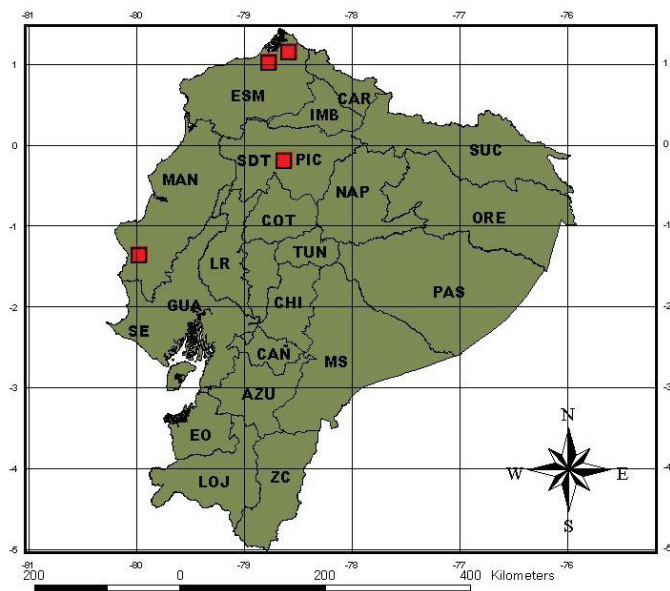 -81 -80 -79 -78 -77 -76
1 1
ESM
CAR
IMB
0 0
SDT PIC
SUC
MAN
NAP
ORE
COT
-1 -1
TUN
LR
PAS
CHI
GUA
-2 -2
SE
CAÑ
MS
-3 -3
AZU
N
EO
-4 W E -4
LOJ
ZC
S
-5 -5
-81 -80 -79 -78 -77 -76
200 0 200 400 Kilometers